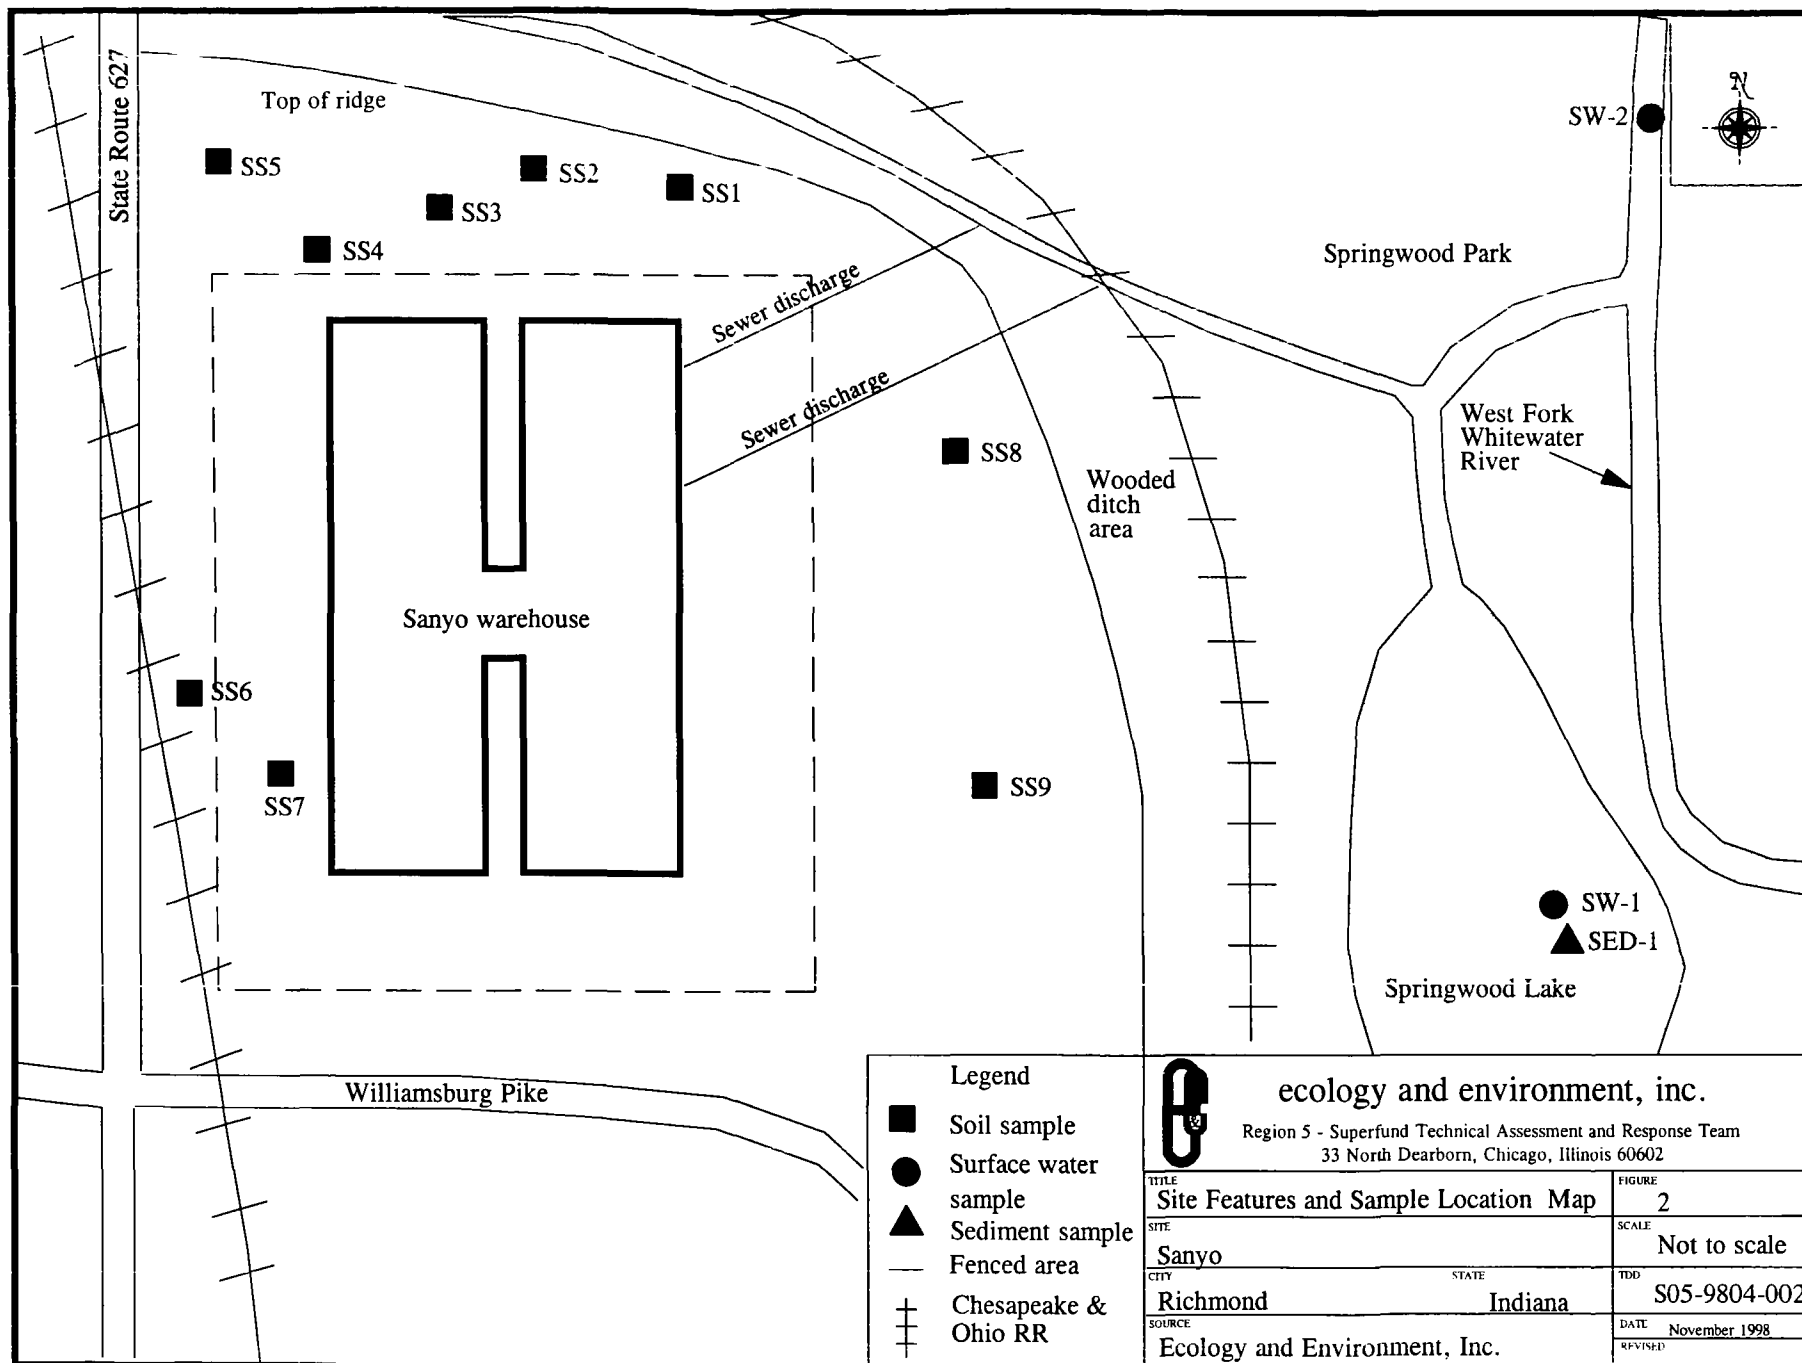 State Route 627
Top of ridge
SS5
SS2
SS1
SS3
SS4
SW-2
N
Springwood Park
Sewer discharge
Sewer discharge
SS8
Wooded
ditch
area
West Fork
Whitewater
River
Sanyo warehouse
SS6
SS7
SS9
SW-1
SED-1
Springwood Lake
Williamsburg Pike
Legend
Soil sample
Surface water
sample
Sediment sample
Fenced area
Chesapeake &
Ohio RR
ecology and environment, inc.
Region 5 - Superfund Technical Assessment and Response Team
33 North Dearborn, Chicago, Illinois 60602
TITLE
Site Features and Sample Location Map
FIGURE
2
SITE
Sanyo
SCALE
Not to scale
CITY
Richmond
STATE
Indiana
TDD
S05-9804-002
SOURCE
Ecology and Environment, Inc.
DATE November 1998
REVISED